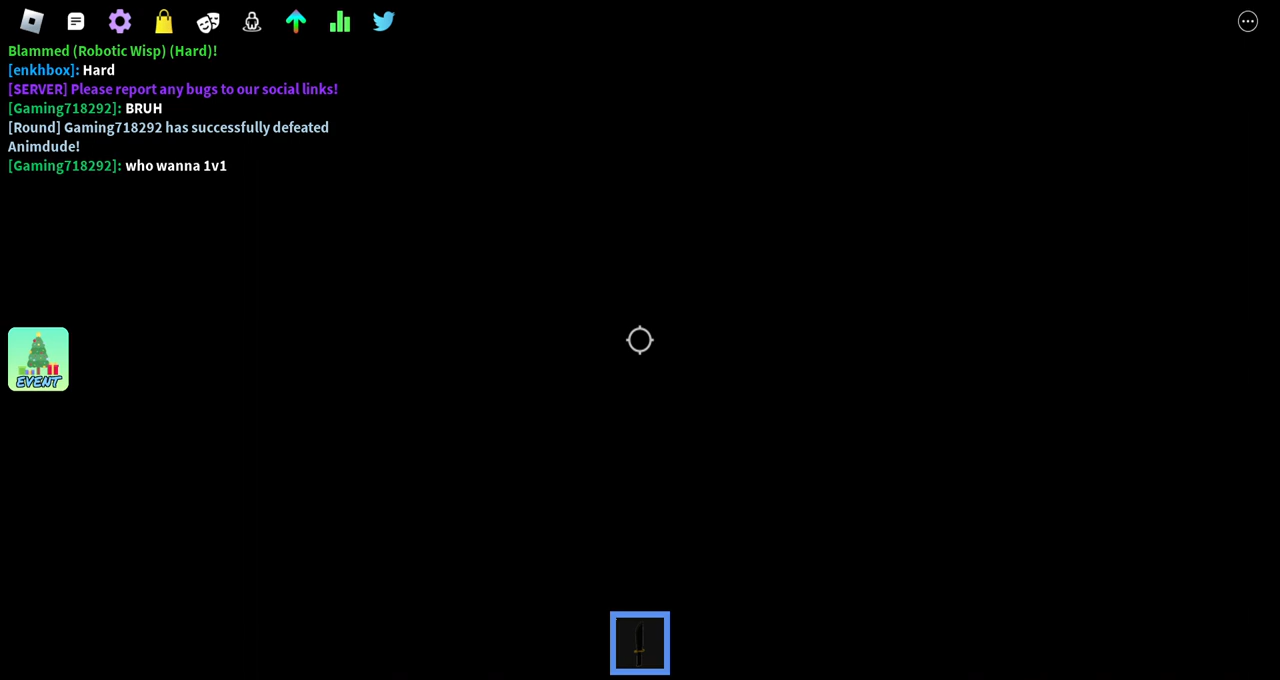 Blammed (Robotic Wisp) (Hard)!
[enkhbox]: Hard
[SERVER] Please report any bugs to our social links!
[Gaming718292]: BRUH
[Round] Gaming718292 has successfully defeated
Animdude!
[Gaming718292]: who wanna 1v1
EVENT